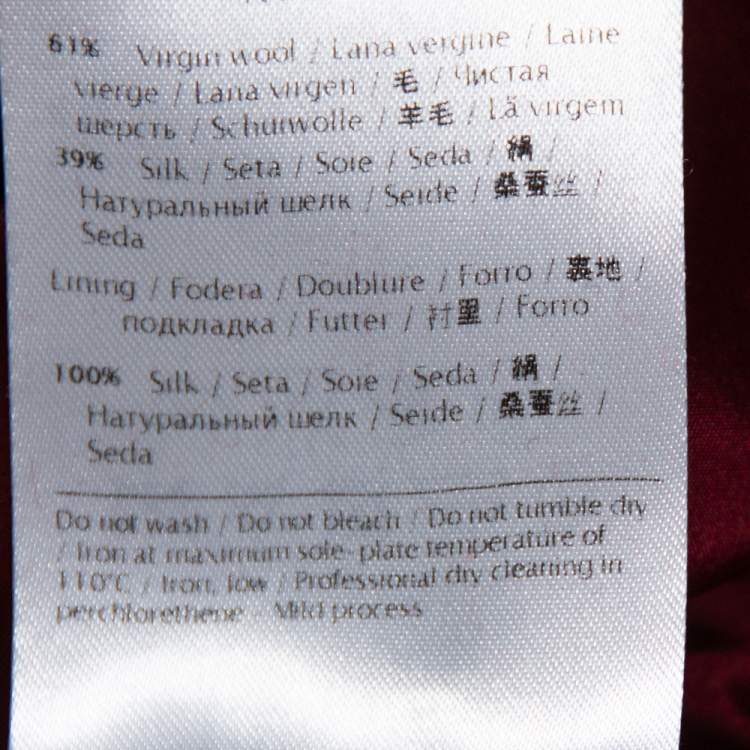 61% Virgin wool / Lana vergine / Laine
vierge / Lana virgen / 毛 / Чистая
шерсть / Schurwolle / 羊毛 / Lã virgem
39% Silk / Seta / Soie / Seda / 絹 /
Натуральный шелк / Seide / 桑蚕丝 /
Seda
Lining / Fodera / Doublure / Forro / 裏地 /
подкладка / Futter / 衬里 / Forro
100% Silk / Seta / Soie / Seda / 絹 /
Натуральный шелк / Seide / 桑蚕丝 /
Seda
Do not wash / Do not bleach / Do not tumble dry
/ Iron at maximum sole-plate temperature of
110°C / Iron, low / Professional dry cleaning in
perchlorethene - Mild process